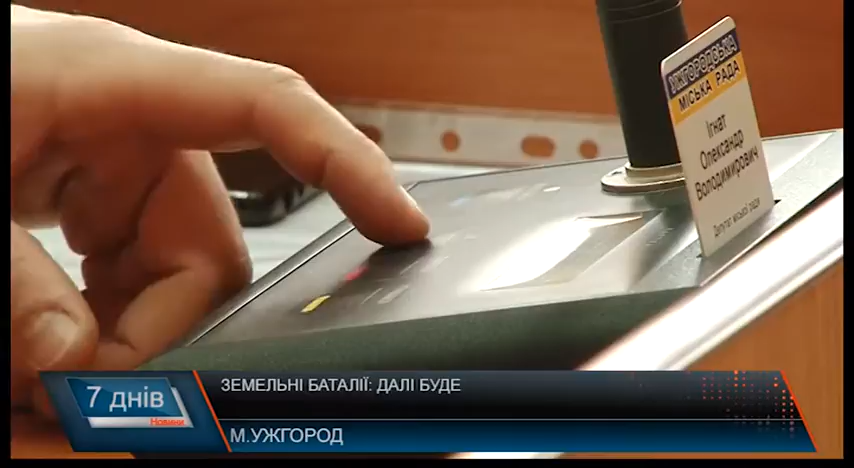 УЖГОРОДСЬКА
МІСЬКА РАДА
Ігнат
Олександр
Володимирович
Депутат міської ради
7 днів
Новини
ЗЕМЕЛЬНІ БАТАЛІЇ: ДАЛІ БУДЕ
М.УЖГОРОД